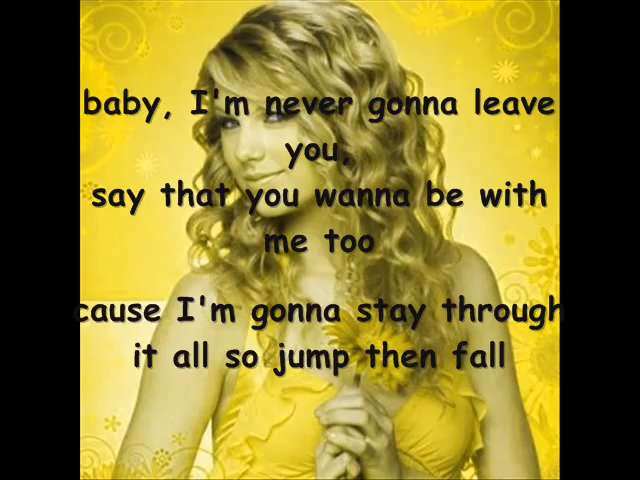 baby, I'm never gonna leave
you,
say that you wanna be with
me too
cause I'm gonna stay through
it all so jump then fall